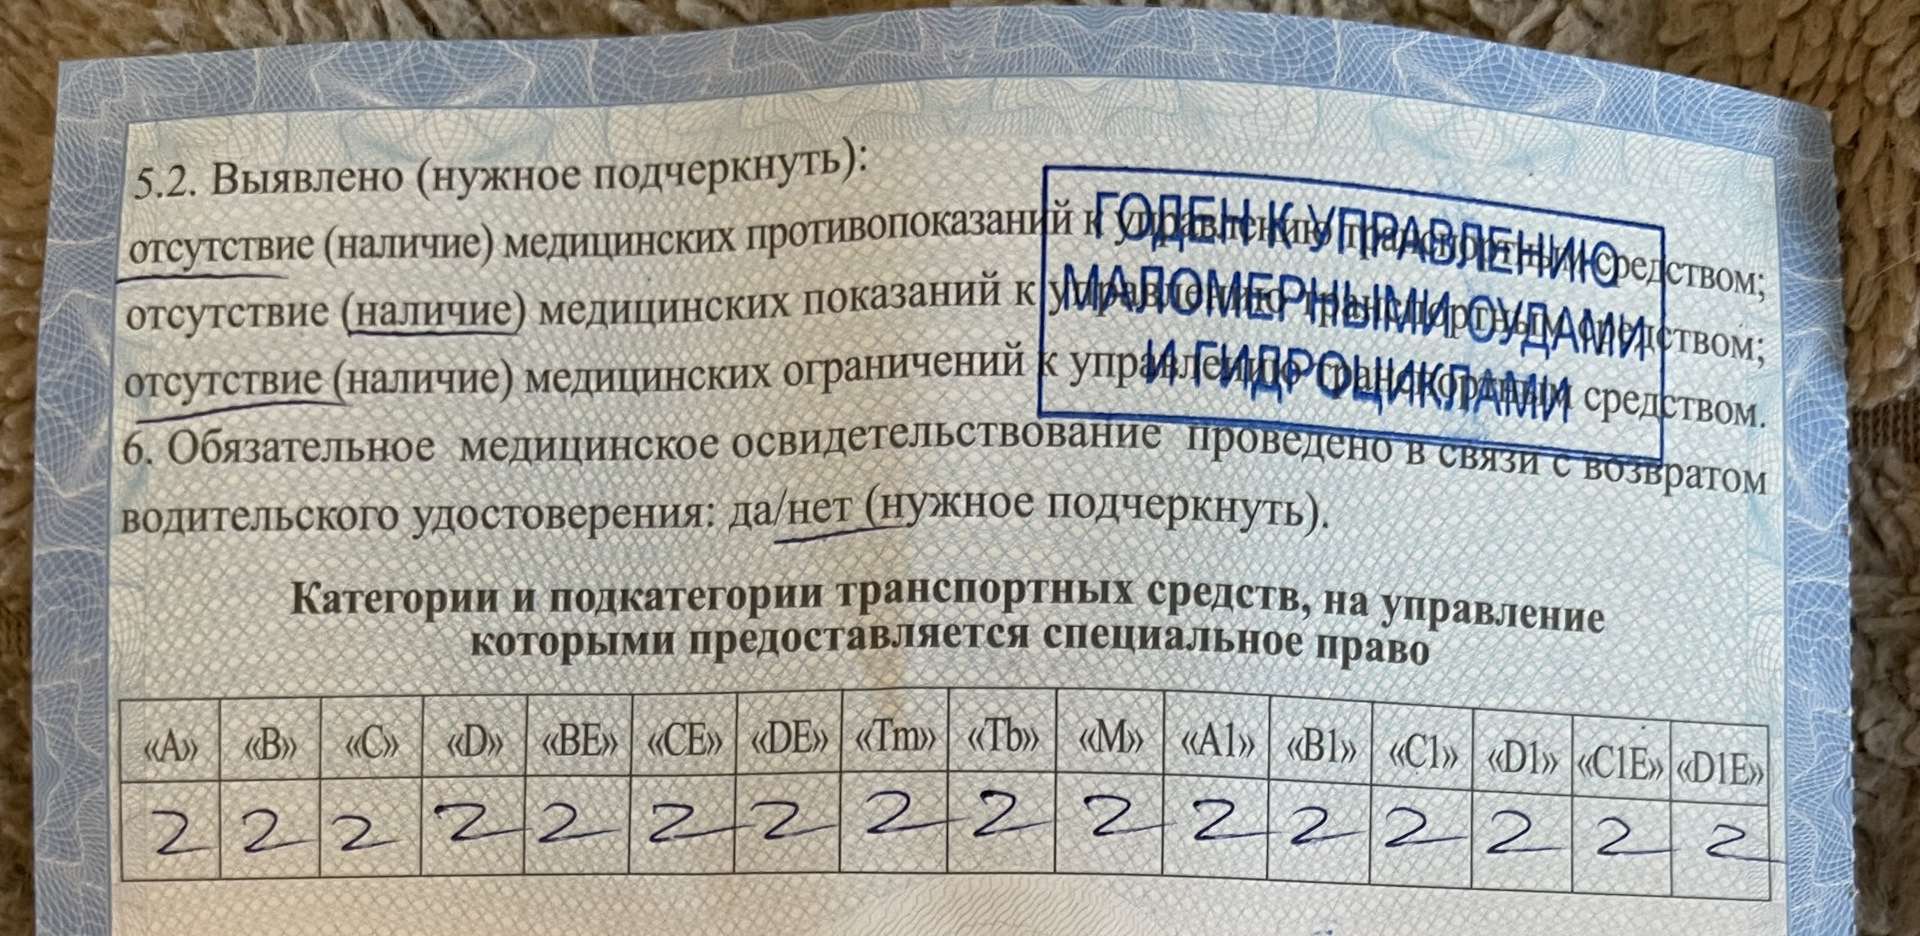 5.2. Выявлено (нужное подчеркнуть):
отсутствие (наличие) медицинских противопоказаний к управлению транспортным средством;
отсутствие (наличие) медицинских показаний к управлению транспортным средством;
отсутствие (наличие) медицинских ограничений к управлению транспортным средством.
ГОДЕН К УПРАВЛЕНИЮ
МАЛОМЕРНЫМИ СУДАМИ
И ГИДРОЦИКЛАМИ
6. Обязательное медицинское освидетельствование проведено в связи с возвратом
водительского удостоверения: да/нет (нужное подчеркнуть).
Категории и подкатегории транспортных средств, на управление
которыми предоставляется специальное право
«A» «B» «C» «D» «BE» «CE» «DE» «Tm» «Tb» «M» «A1» «B1» «C1» «D1» «C1E» «D1E»
2 2 2 2 2 2 2 2 2 2 2 2 2 2 2 2